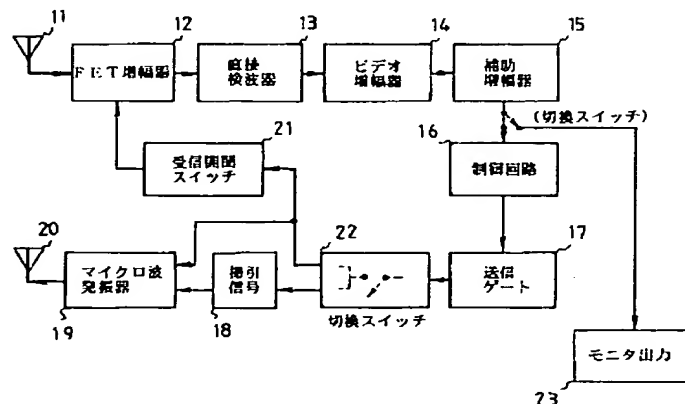 11
12
13
14
15
FET増幅器
直接
検波器
ビデオ
増幅器
補助
増幅器
(切換スイッチ)
21
16
受信開閉
スイッチ
制御回路
20
22
17
マイクロ波
発振器
掃引
信号
送信
ゲート
19
18
切換スイッチ
モニタ出力
23